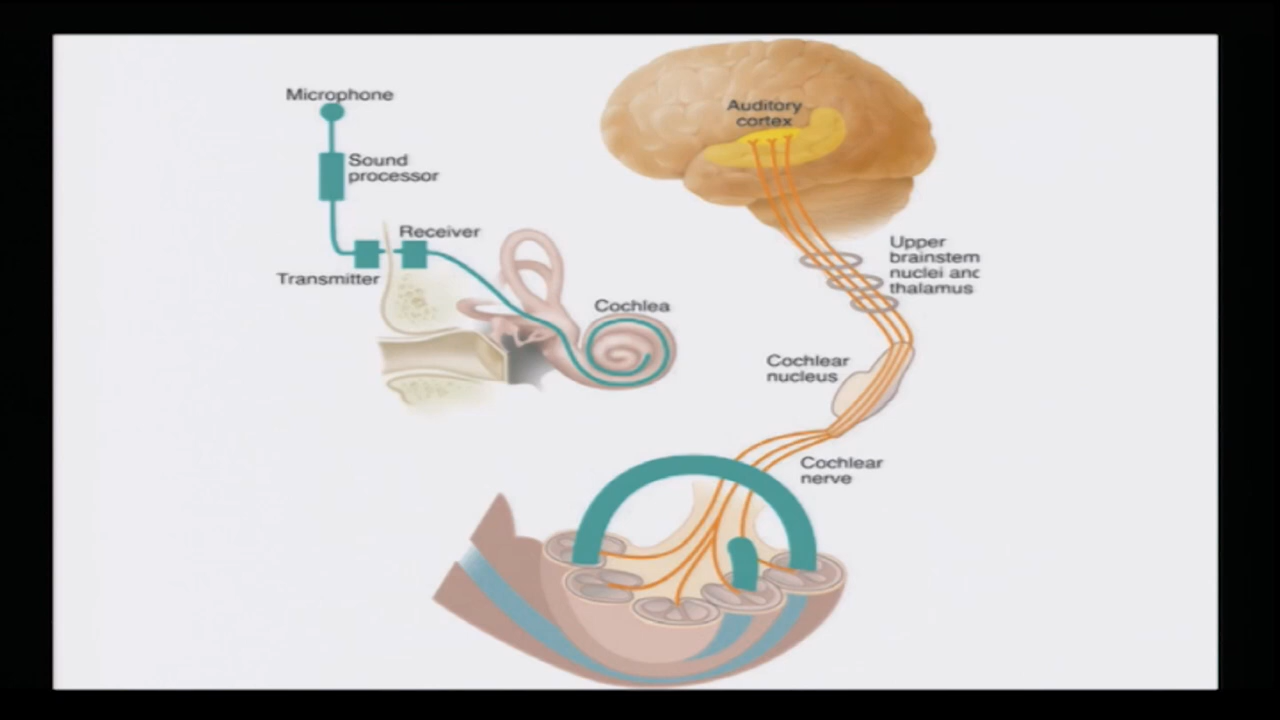 Microphone
Sound
processor
Receiver
Transmitter
Cochlea
Auditory
cortex
Upper
brainstem
nuclei and
thalamus
Cochlear
nucleus
Cochlear
nerve